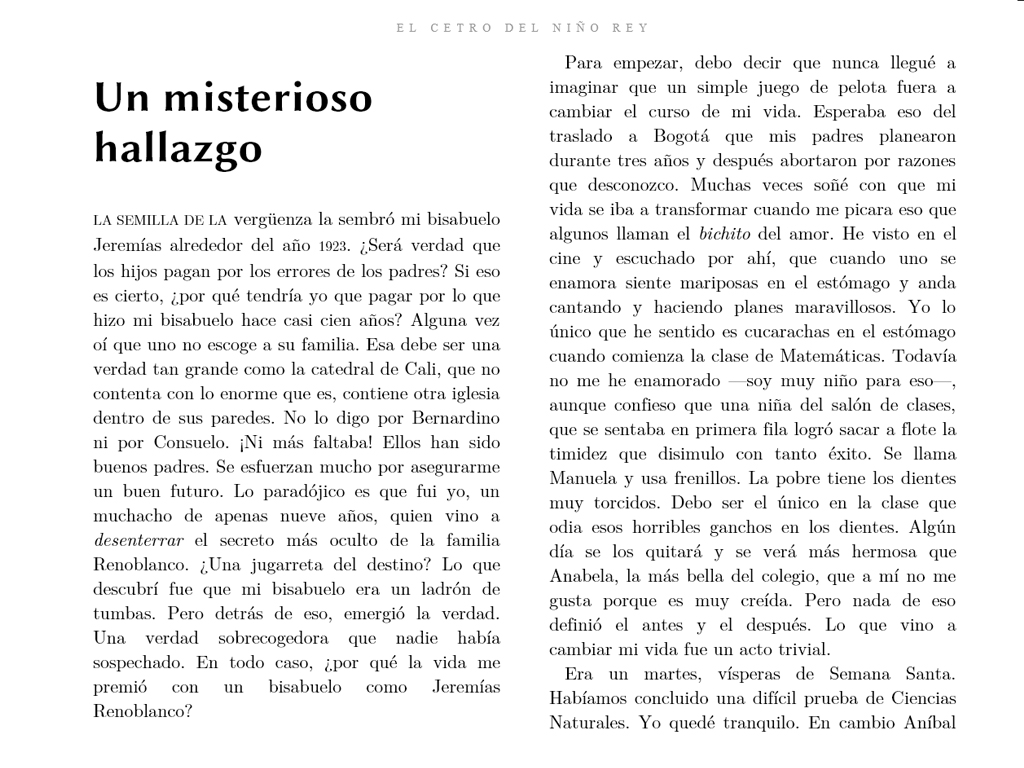 EL CETRO DEL NIÑO REY
Un misterioso
hallazgo
LA SEMILLA DE LA vergüenza la sembró mi bisabuelo
Jeremías alrededor del año 1923. ¿Será verdad que
los hijos pagan por los errores de los padres? Si eso
es cierto, ¿por qué tendría yo que pagar por lo que
hizo mi bisabuelo hace casi cien años? Alguna vez
oí que uno no escoge a su familia. Esa debe ser una
verdad tan grande como la catedral de Cali, que no
contenta con lo enorme que es, contiene otra iglesia
dentro de sus paredes. No lo digo por Bernardino
ni por Consuelo. ¡Ni más faltaba! Ellos han sido
buenos padres. Se esfuerzan mucho por asegurarme
un buen futuro. Lo paradójico es que fui yo, un
muchacho de apenas nueve años, quien vino a
desenterrar el secreto más oculto de la familia
Renoblanco. ¿Una jugarreta del destino? Lo que
descubrí fue que mi bisabuelo era un ladrón de
tumbas. Pero detrás de eso, emergió la verdad.
Una verdad sobrecogedora que nadie había
sospechado. En todo caso, ¿por qué la vida me
premió con un bisabuelo como Jeremías
Renoblanco?
Para empezar, debo decir que nunca llegué a
imaginar que un simple juego de pelota fuera a
cambiar el curso de mi vida. Esperaba eso del
traslado a Bogotá que mis padres planearon
durante tres años y después abortaron por razones
que desconozco. Muchas veces soñé con que mi
vida se iba a transformar cuando me picara eso que
algunos llaman el bichito del amor. He visto en el
cine y escuchado por ahí, que cuando uno se
enamora siente mariposas en el estómago y anda
cantando y haciendo planes maravillosos. Yo lo
único que he sentido es cucarachas en el estómago
cuando comienza la clase de Matemáticas. Todavía
no me he enamorado —soy muy niño para eso—,
aunque confieso que una niña del salón de clases,
que se sentaba en primera fila logró sacar a flote la
timidez que disimulo con tanto éxito. Se llama
Manuela y usa frenillos. La pobre tiene los dientes
muy torcidos. Debo ser el único en la clase que
odia esos horribles ganchos en los dientes. Algún
día se los quitará y se verá más hermosa que
Anabela, la más bella del colegio, que a mí no me
gusta porque es muy creída. Pero nada de eso
definió el antes y el después. Lo que vino a
cambiar mi vida fue un acto trivial.
Era un martes, vísperas de Semana Santa.
Habíamos concluido una difícil prueba de Ciencias
Naturales. Yo quedé tranquilo. En cambio Aníbal